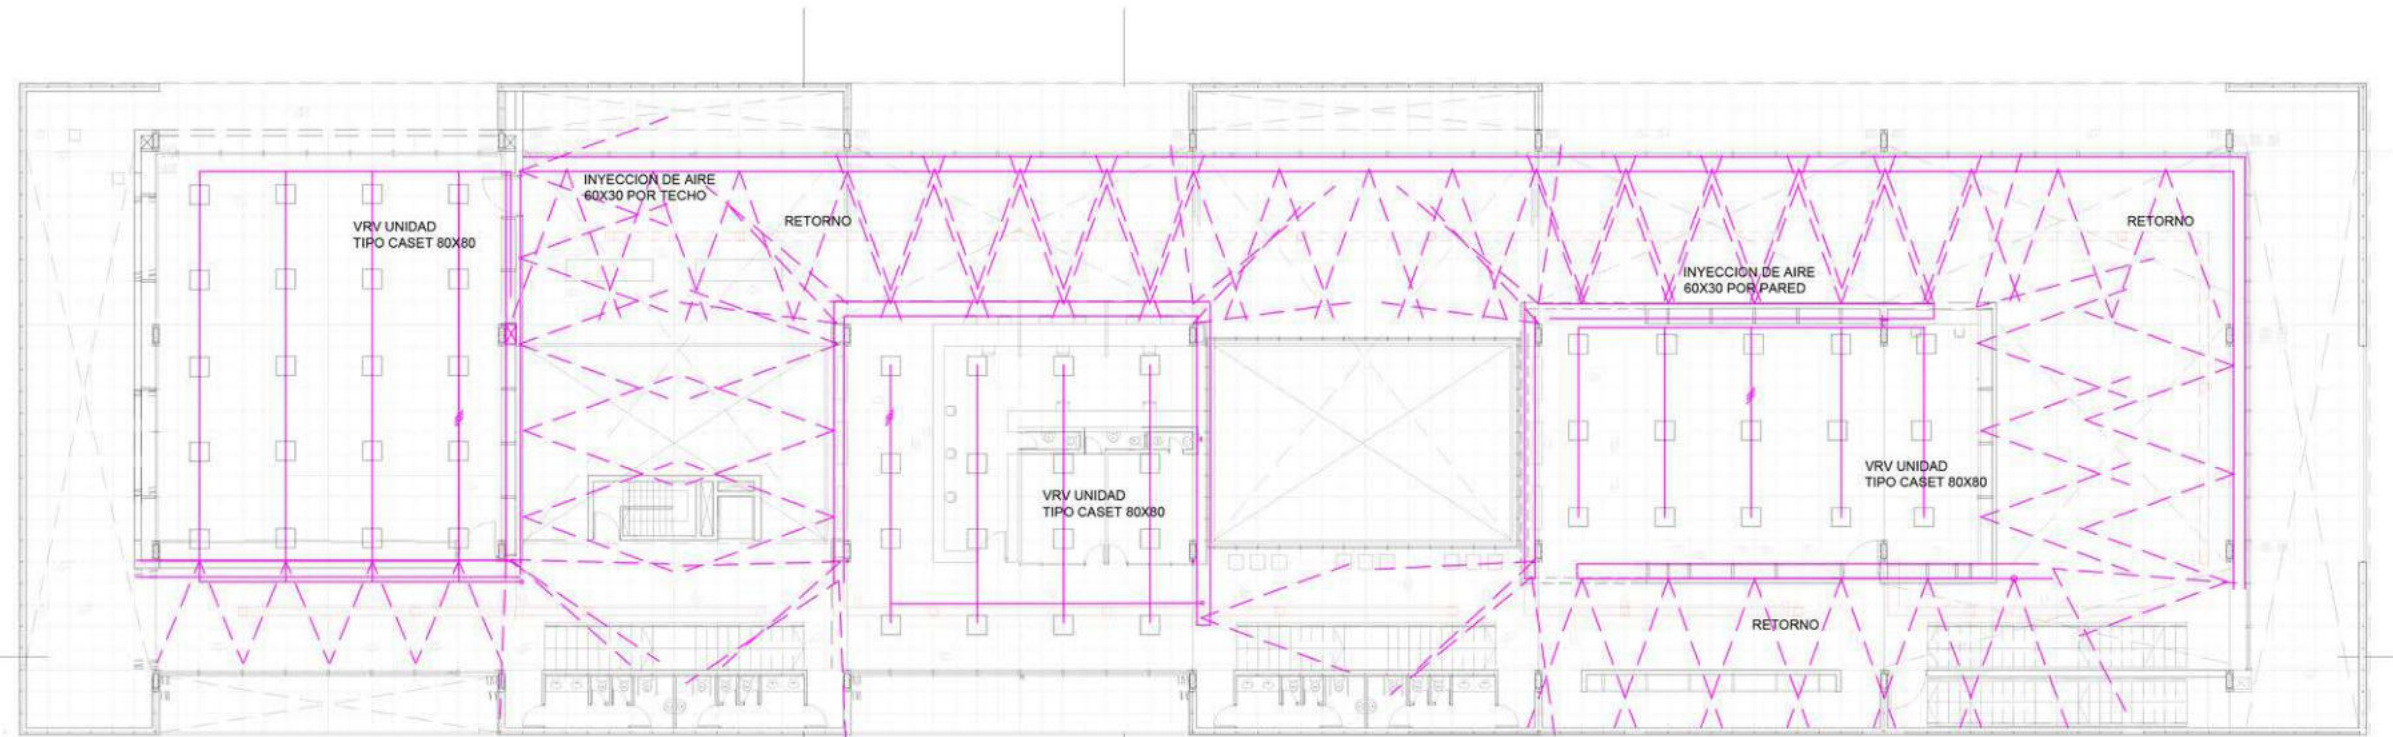 INYECCION DE AIRE
60X30 POR TECHO
VRV UNIDAD
TIPO CASET 80X80
RETORNO
RETORNO
INYECCION DE AIRE
60X30 POR PARED
VRV UNIDAD
TIPO CASET 80X80
VRV UNIDAD
TIPO CASET 80X80
RETORNO